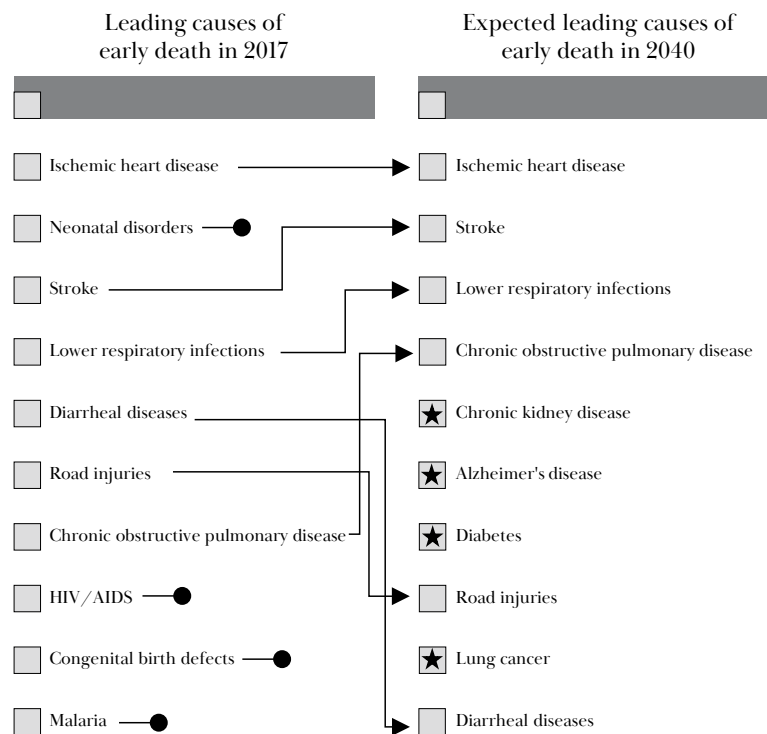 Leading causes of
early death in 2017
Expected leading causes of
early death in 2040
Ischemic heart disease
Ischemic heart disease
Neonatal disorders
Stroke
Stroke
Lower respiratory infections
Lower respiratory infections
Chronic obstructive pulmonary disease
Diarrheal diseases
Chronic kidney disease
Road injuries
Alzheimer's disease
Chronic obstructive pulmonary disease
Diabetes
HIV/AIDS
Road injuries
Congenital birth defects
Lung cancer
Malaria
Diarrheal diseases